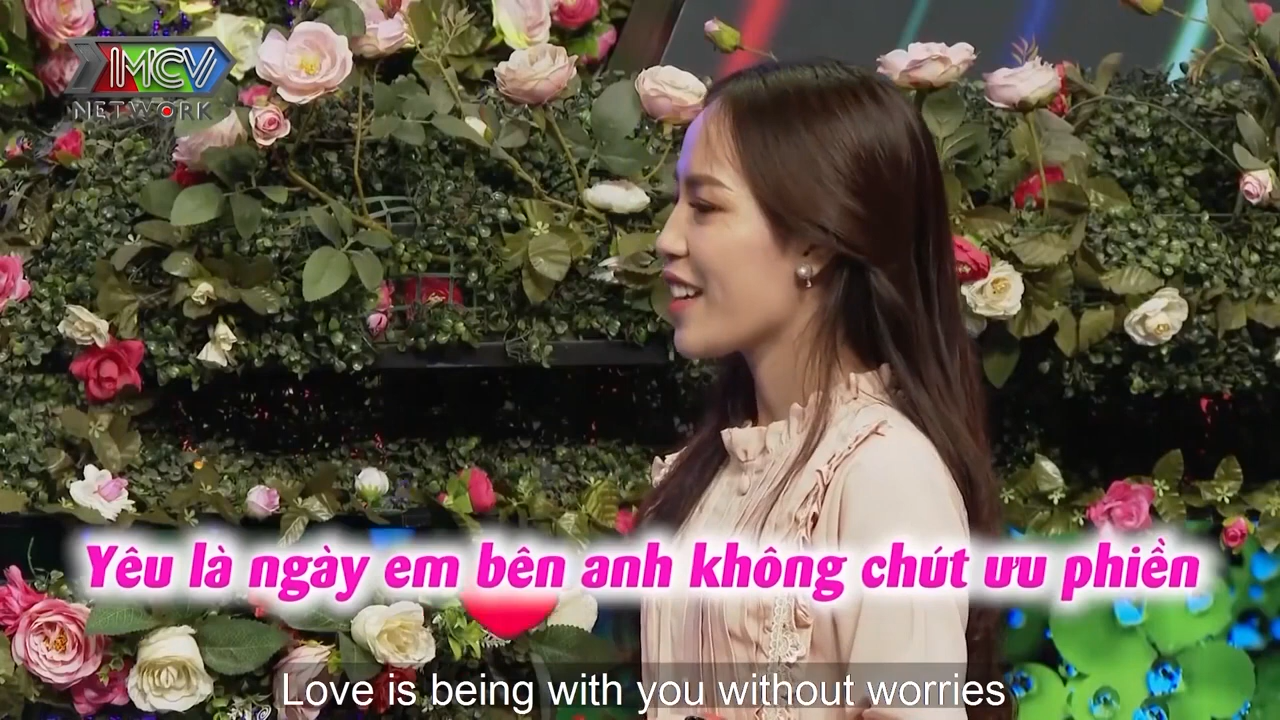 MCV
NETWORK
Yêu là ngày em bên anh không chút ưu phiền
Love is being with you without worries